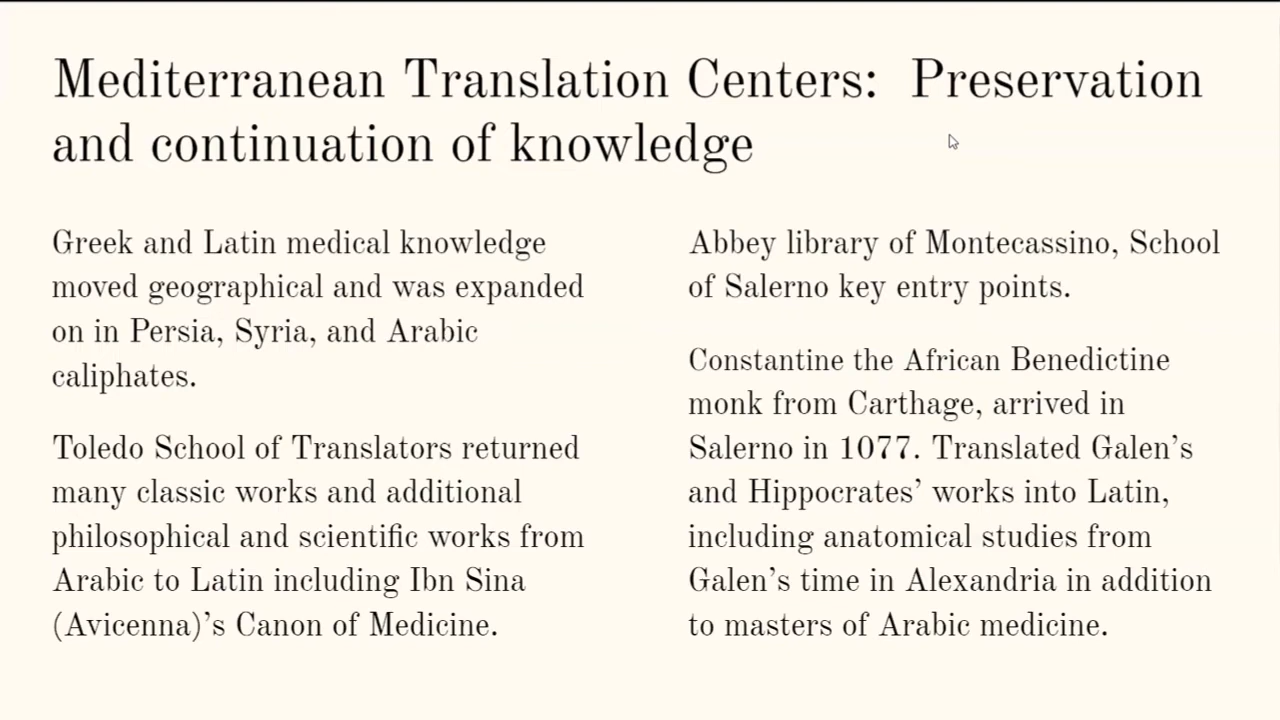 Mediterranean Translation Centers: Preservation
and continuation of knowledge
Greek and Latin medical knowledge
moved geographical and was expanded
on in Persia, Syria, and Arabic
caliphates.
Toledo School of Translators returned
many classic works and additional
philosophical and scientific works from
Arabic to Latin including Ibn Sina
(Avicenna)’s Canon of Medicine.
Abbey library of Montecassino, School
of Salerno key entry points.
Constantine the African Benedictine
monk from Carthage, arrived in
Salerno in 1077. Translated Galen’s
and Hippocrates’ works into Latin,
including anatomical studies from
Galen’s time in Alexandria in addition
to masters of Arabic medicine.